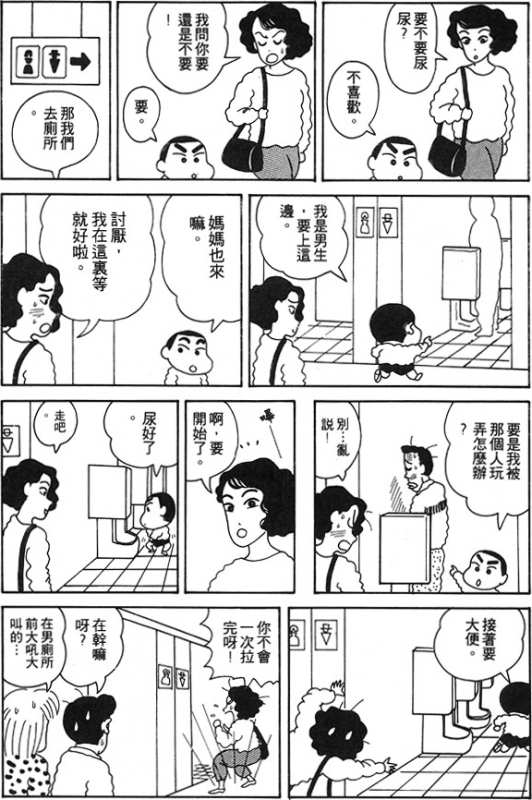 要不要尿
尿?
不喜歡。
我問你要
還是不要
!
要。
那我們
去廁所
。
我是男生
，要上這
邊。
媽媽也來
嘛。
討厭，
我在這裏等
就好啦。
要是我被
那個人玩
弄怎麼辦
?
別…亂
說!
啊，要
開始了。
尿好了
。
走吧
。
接著要
大便。
你不會
一次拉
完呀!
在幹嘛
呀?
在男廁所
前大吼大
叫的…